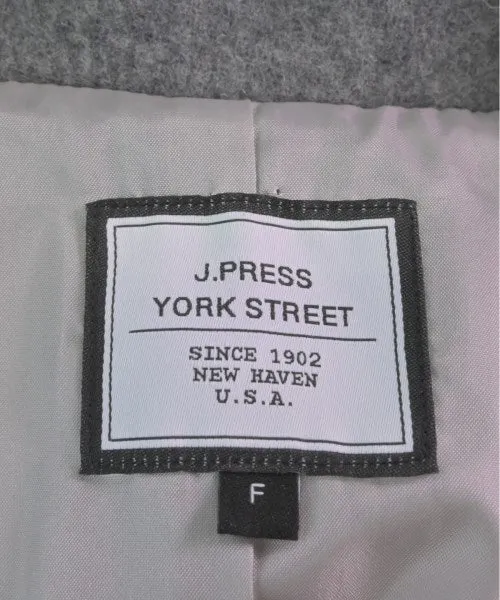 J.PRESS
YORK STREET
SINCE 1902
NEW HAVEN
U.S.A.
F